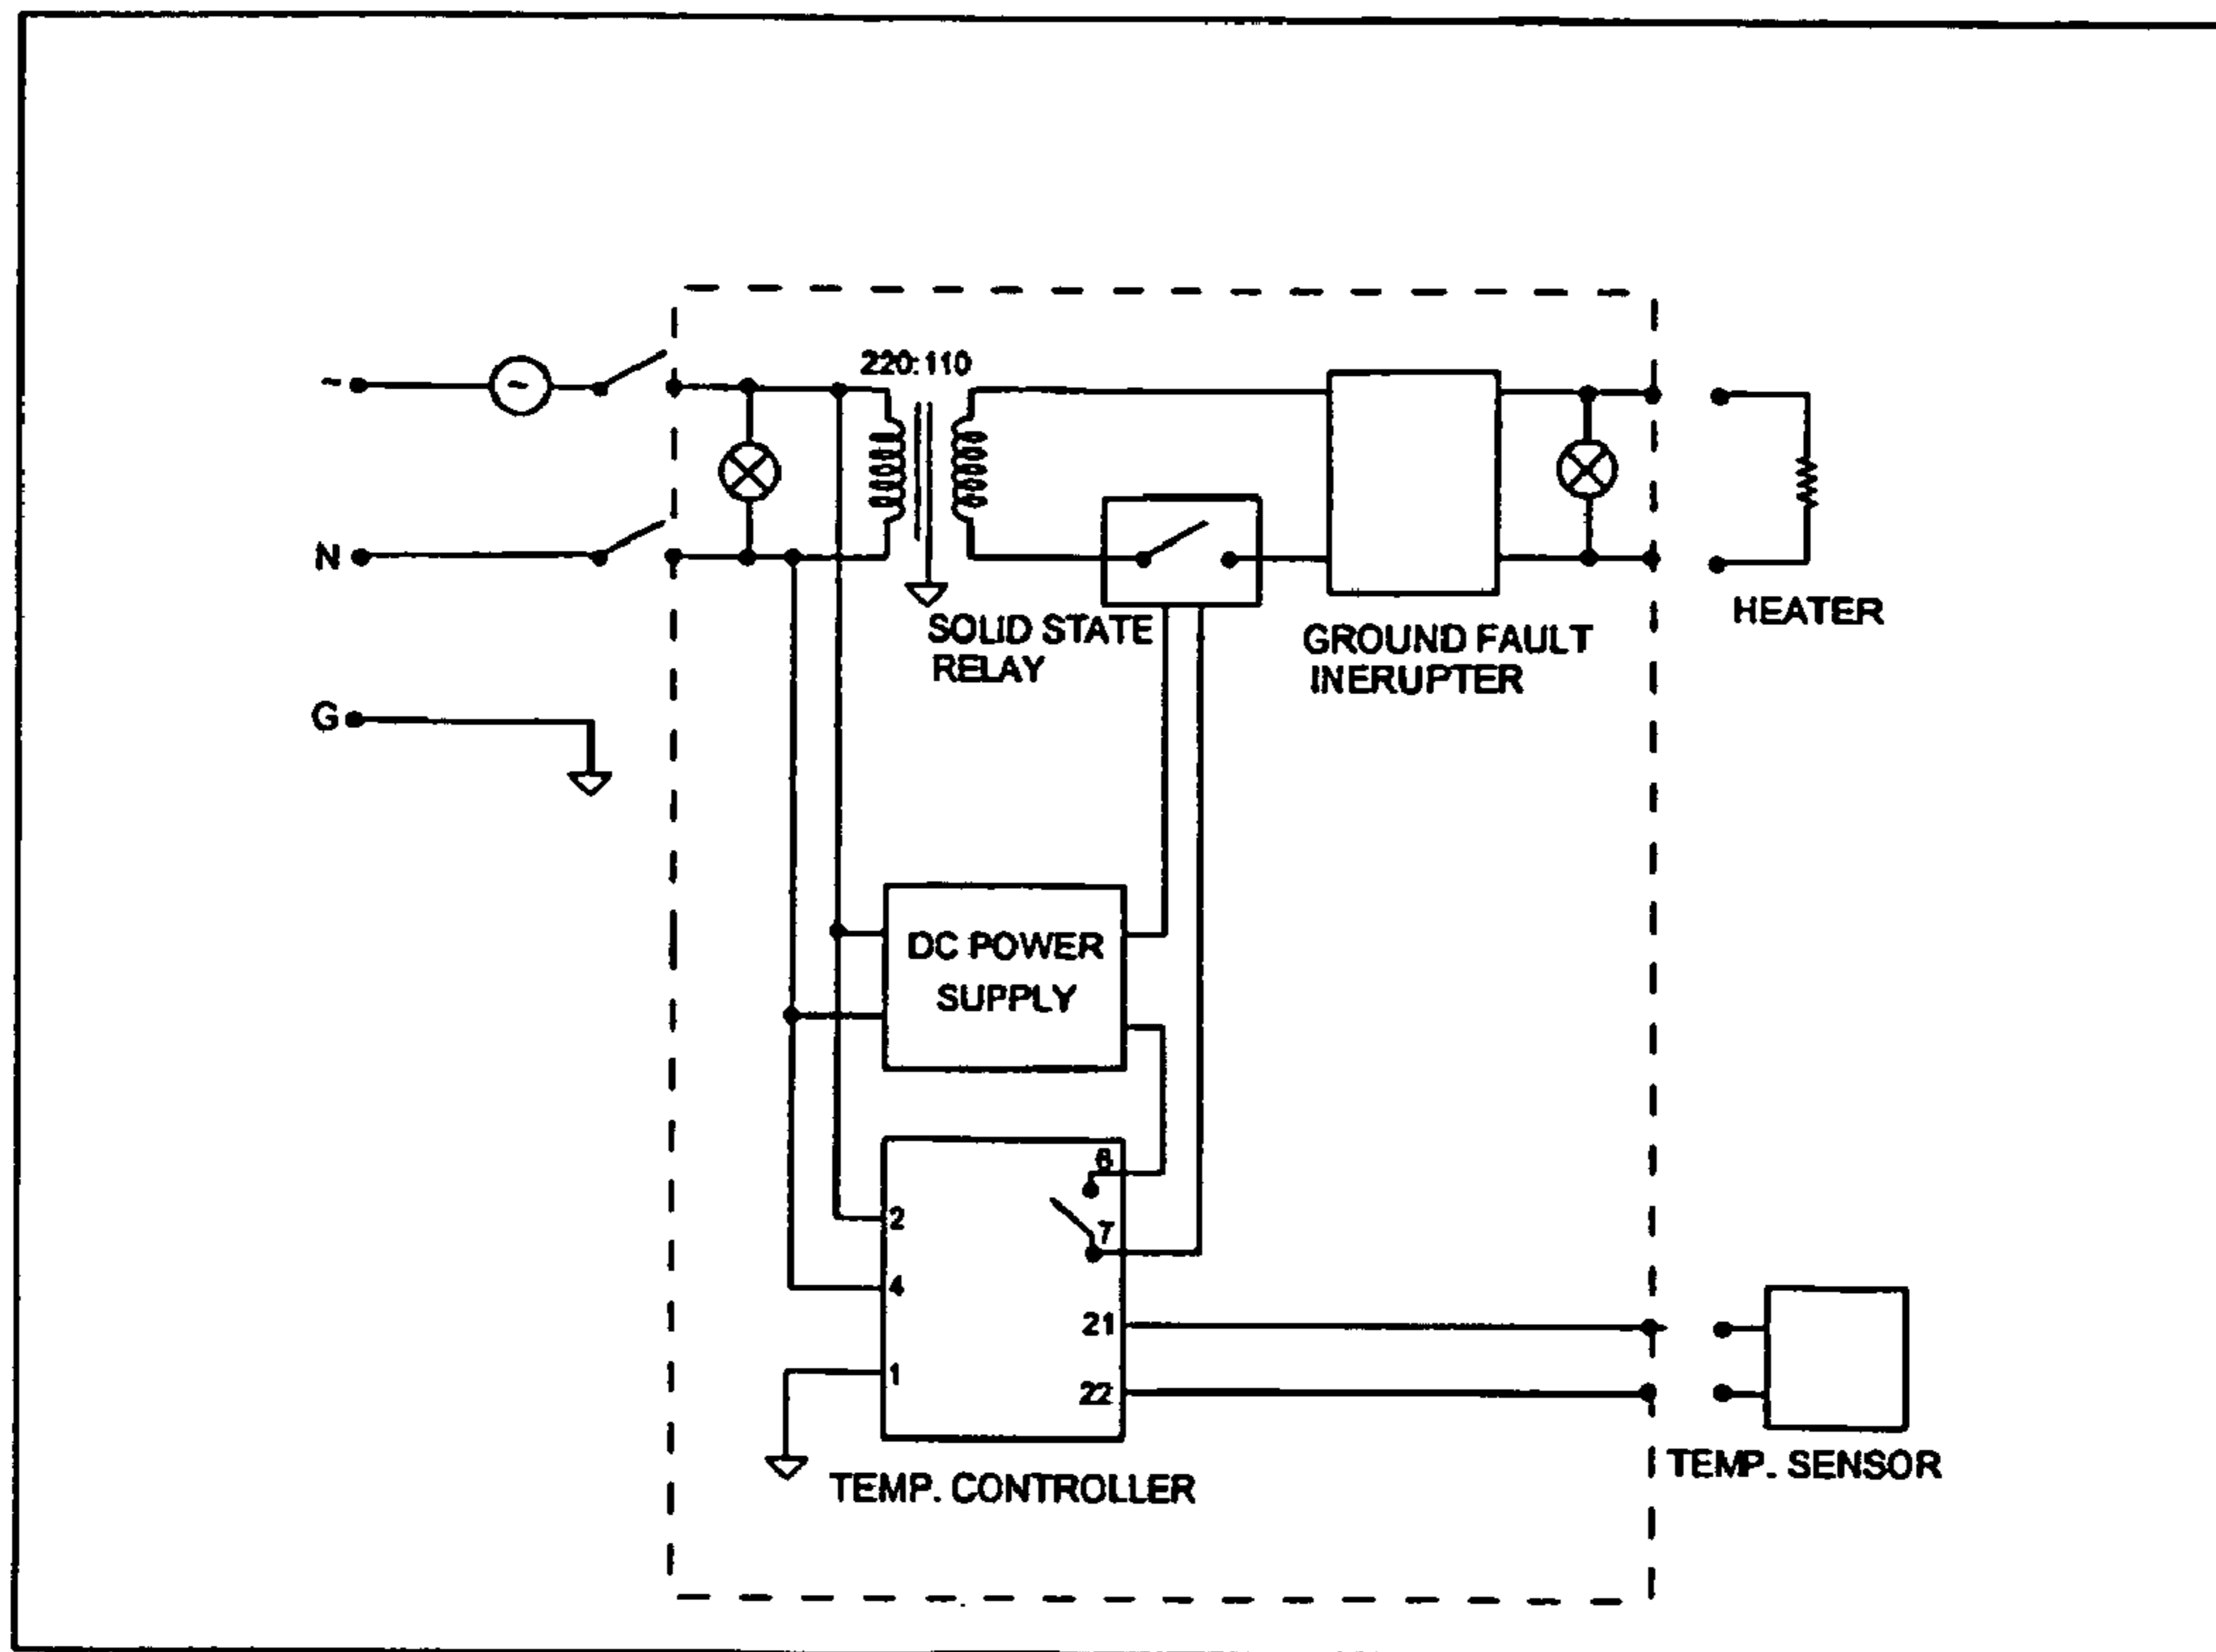 220:110
~
~
N
SOLID STATE
RELAY
GROUND FAULT
INERUPTER
HEATER
G
DC POWER
SUPPLY
6
2
7
4
21
1
22
TEMP. CONTROLLER
TEMP. SENSOR